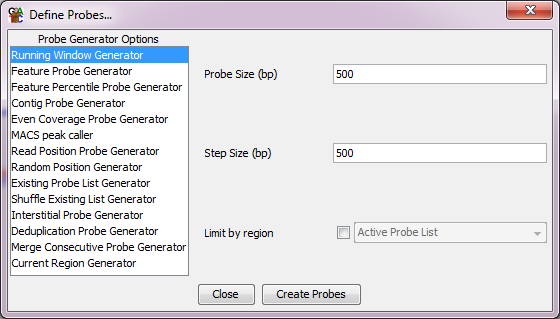 Define Probes...
Probe Generator Options
Running Window Generator
Feature Probe Generator
Feature Percentile Probe Generator
Contig Probe Generator
Even Coverage Probe Generator
MACS peak caller
Read Position Probe Generator
Random Position Generator
Existing Probe List Generator
Shuffle Existing List Generator
Interstitial Probe Generator
Deduplication Probe Generator
Merge Consecutive Probe Generator
Current Region Generator
Probe Size (bp) 500
Step Size (bp) 500
Limit by region Active Probe List
Close Create Probes